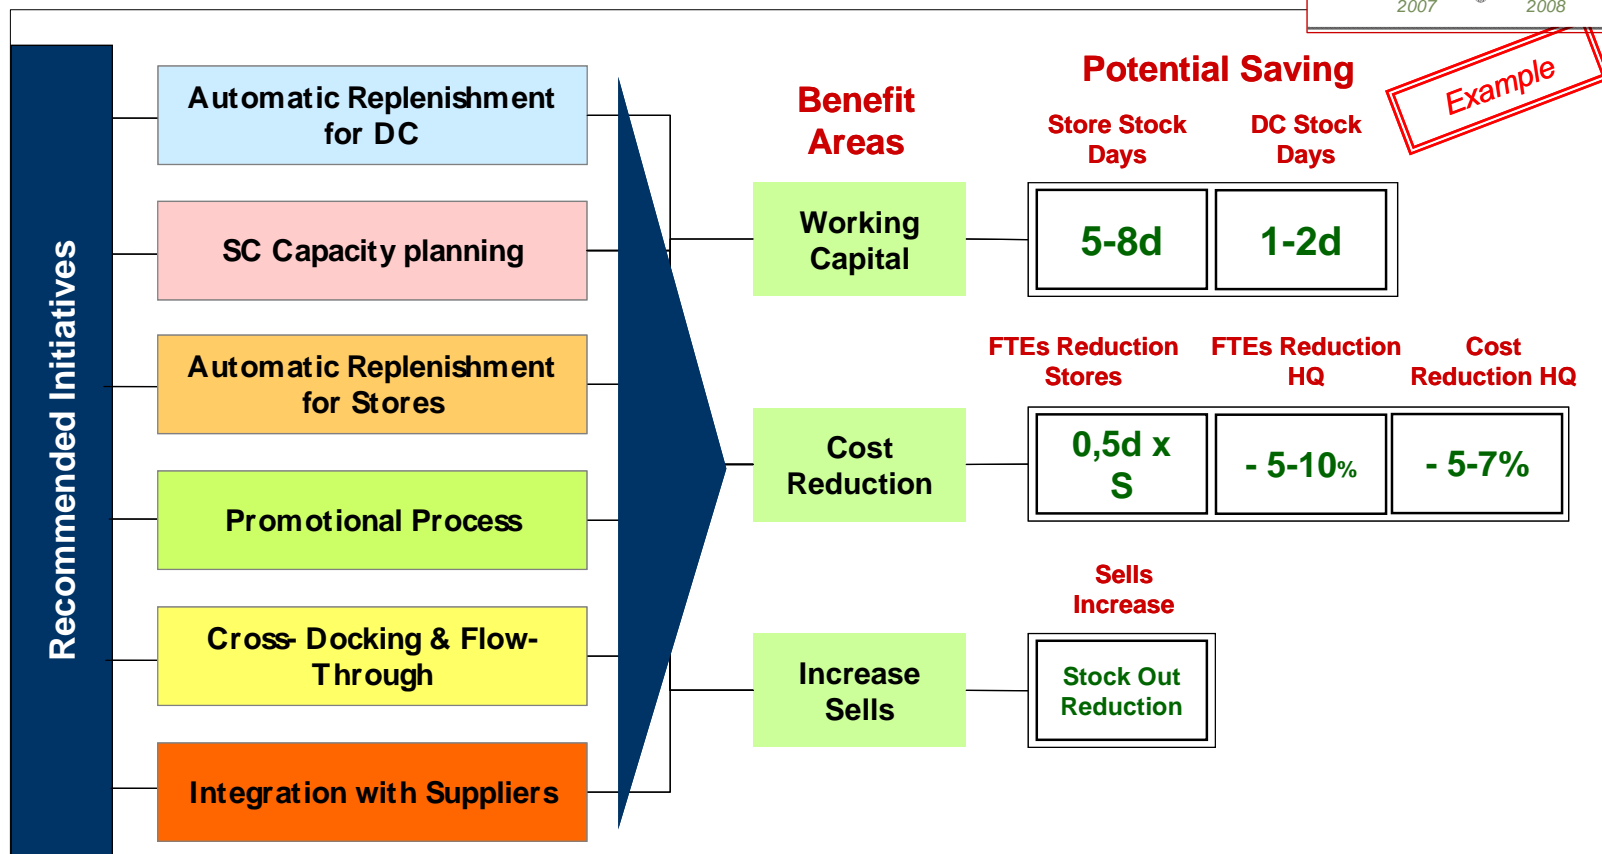 2007
2008
Example
Recommended Initiatives
Automatic Replenishment
for DC
SC Capacity planning
Automatic Replenishment
for Stores
Promotional Process
Cross- Docking & Flow-
Through
Integration with Suppliers
Benefit
Areas
Working
Capital
Cost
Reduction
Increase
Sells
Potential Saving
Store Stock
Days
DC Stock
Days
5-8d
1-2d
FTEs Reduction
Stores
FTEs Reduction
HQ
Cost
Reduction HQ
0,5d x
S
- 5-10%
- 5-7%
Sells
Increase
Stock Out
Reduction